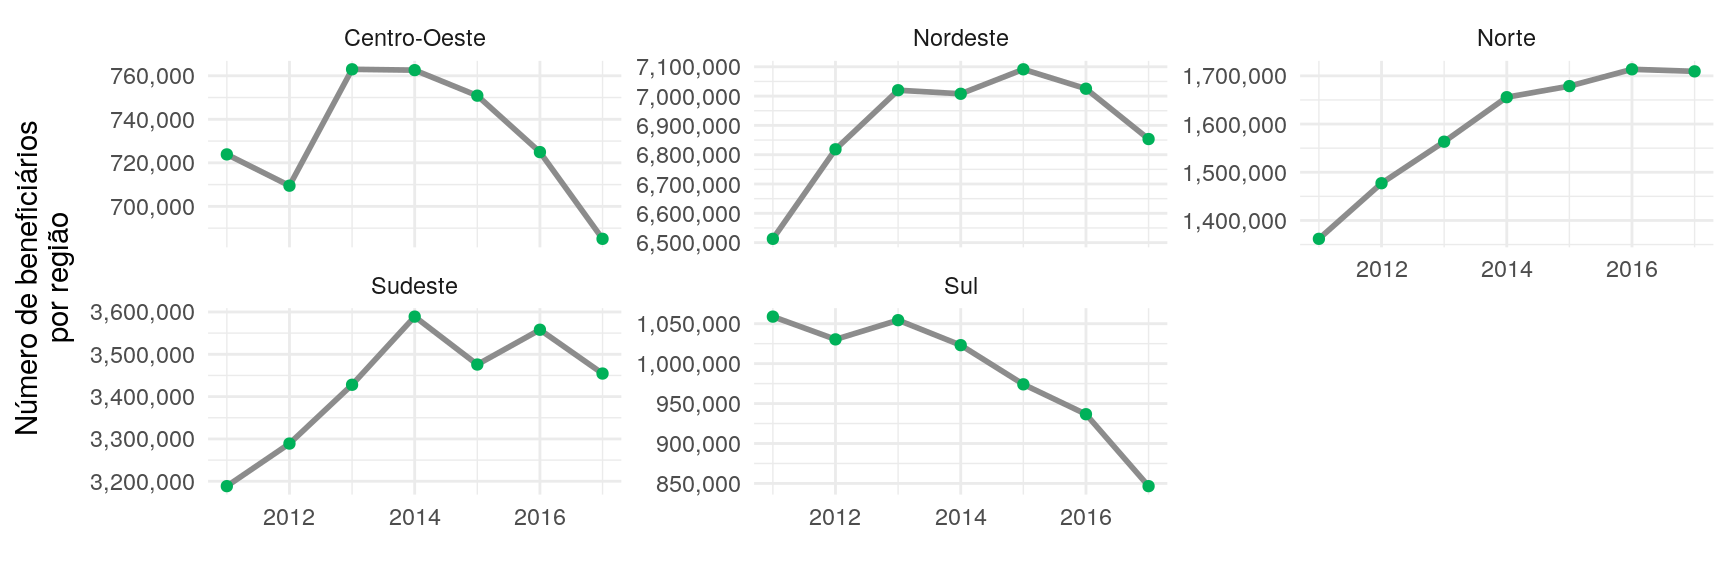 Número de beneficiários
por região
Centro-Oeste
760,000
740,000
720,000
700,000
Nordeste
7,100,000
7,000,000
6,900,000
6,800,000
6,700,000
6,600,000
6,500,000
Norte
1,700,000
1,600,000
1,500,000
1,400,000
2012 2014 2016
Sudeste
3,600,000
3,500,000
3,400,000
3,300,000
3,200,000
2012 2014 2016
Sul
1,050,000
1,000,000
950,000
900,000
850,000
2012 2014 2016